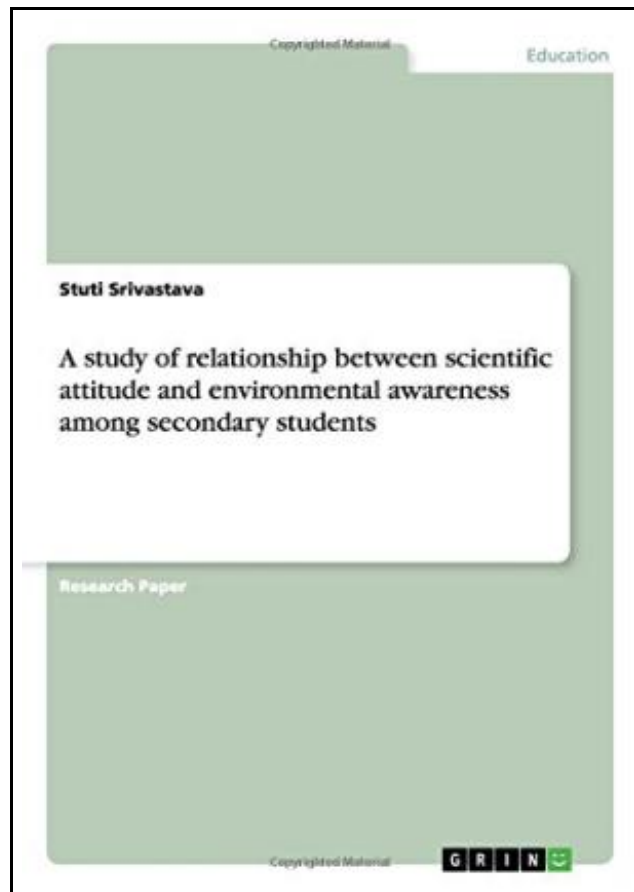 Copyrighted Material
Education
Stuti Srivastava
A study of relationship between scientific
attitude and environmental awareness
among secondary students
Research Paper
Copyrighted Material
GRIN